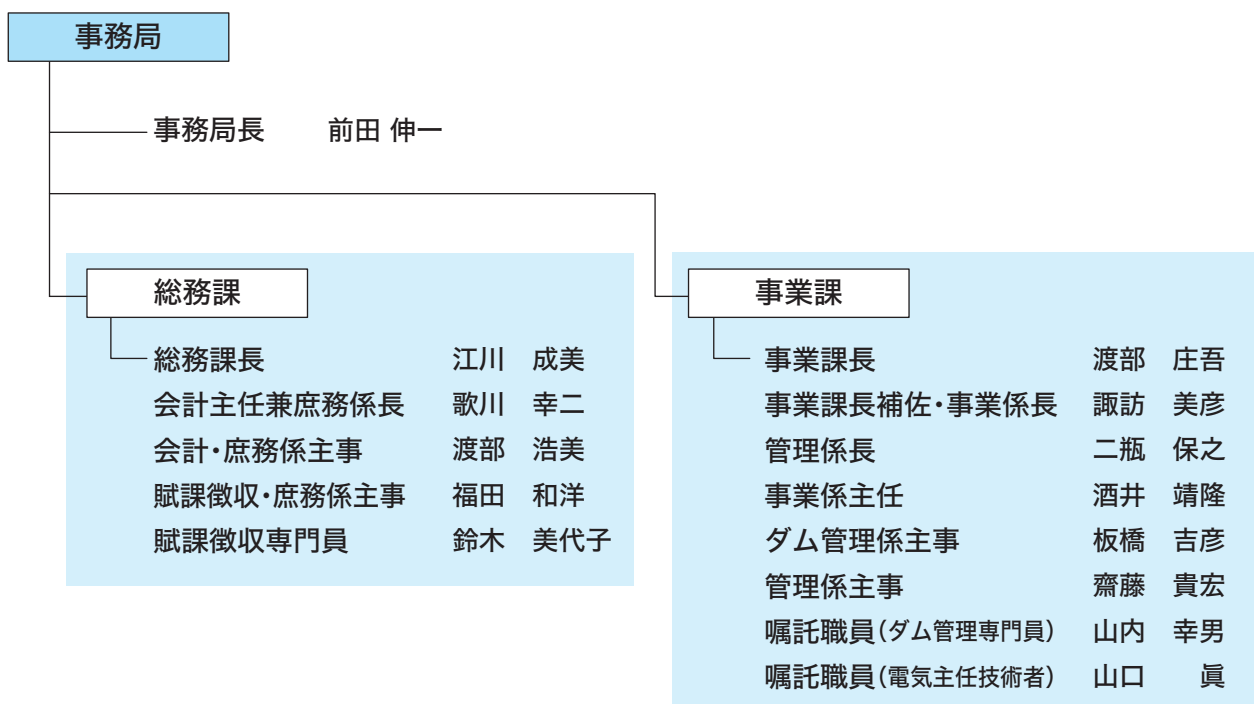 事務局
事務局長 前田 伸一
総務課
総務課長 江川 成美
会計主任兼庶務係長 歌川 幸二
会計・庶務係主事 渡部 浩美
賦課徴収・庶務係主事 福田 和洋
賦課徴収専門員 鈴木 美代子
事業課
事業課長 渡部 庄吾
事業課長補佐・事業係長 諏訪 美彦
管理係長 二瓶 保之
事業係主任 酒井 靖隆
ダム管理係主事 板橋 吉彦
管理係主事 齋藤 貴宏
嘱託職員(ダム管理専門員) 山内 幸男
嘱託職員(電気主任技術者) 山口 眞